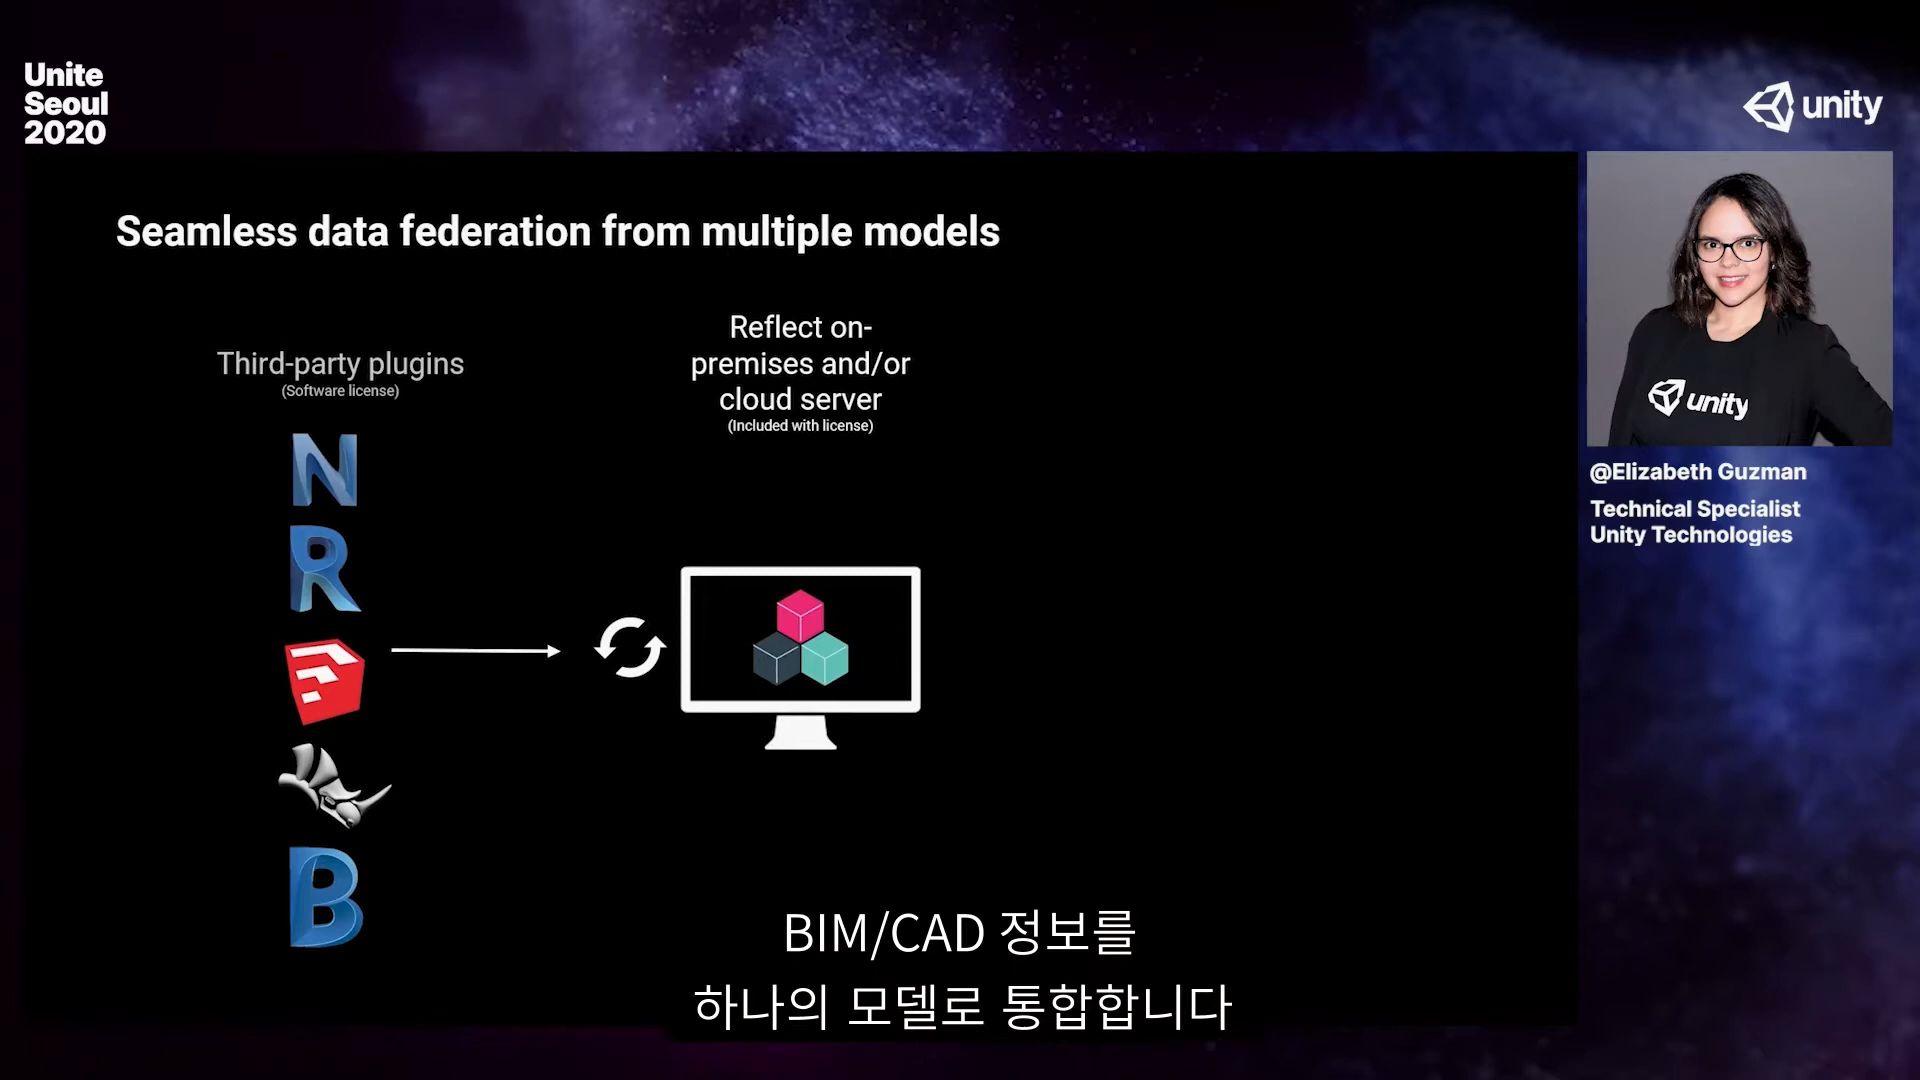 Unite
Seoul
2020
unity
Seamless data federation from multiple models
Third-party plugins
(Software license)
Reflect on-
premises and/or
cloud server
(Included with license)
N
R
B
unity
@Elizabeth Guzman
Technical Specialist
Unity Technologies
BIM/CAD 정보를
하나의 모델로 통합합니다